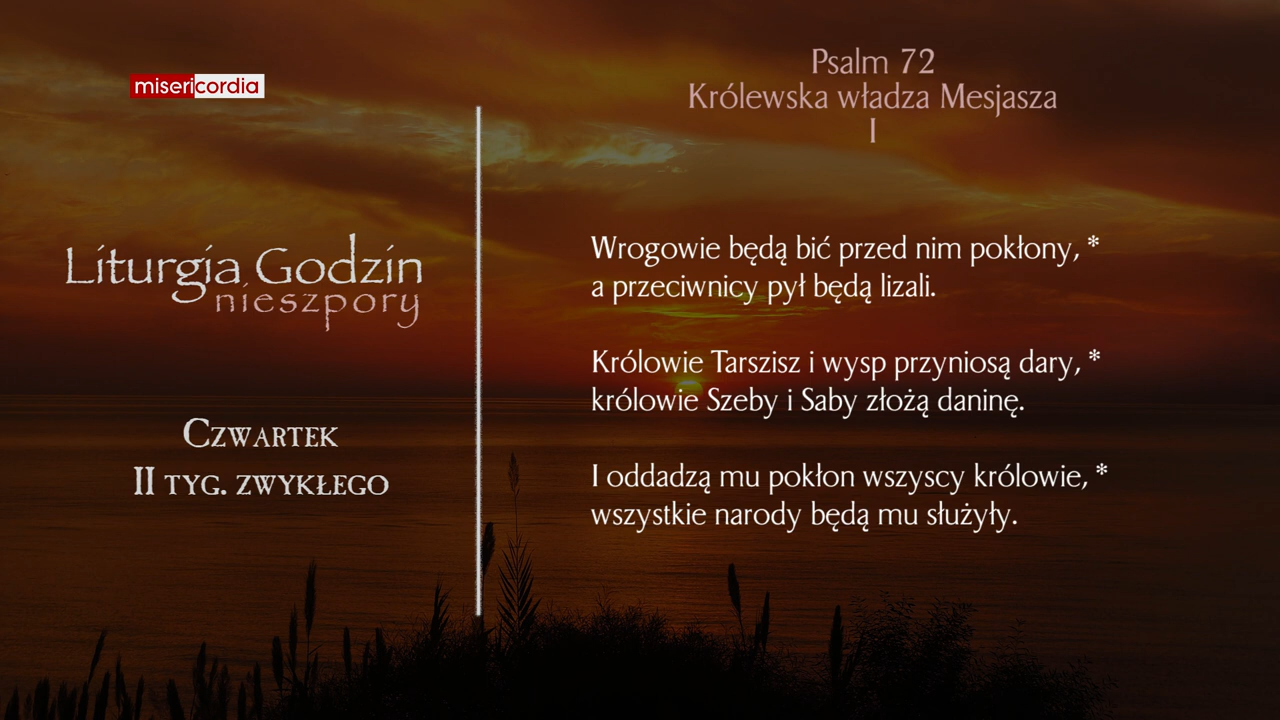 misericordia
Liturgia Godzin
nieszpory
Czwartek
II tyg. zwykłego
Psalm 72
Królewska władza Mesjasza
I
Wrogowie będą bić przed nim pokłony, *
a przeciwnicy pył będą lizali.
Królowie Tarszisz i wysp przyniosą dary, *
królowie Szeby i Saby złożą daninę.
I oddadzą mu pokłon wszyscy królowie, *
wszystkie narody będą mu służyły.